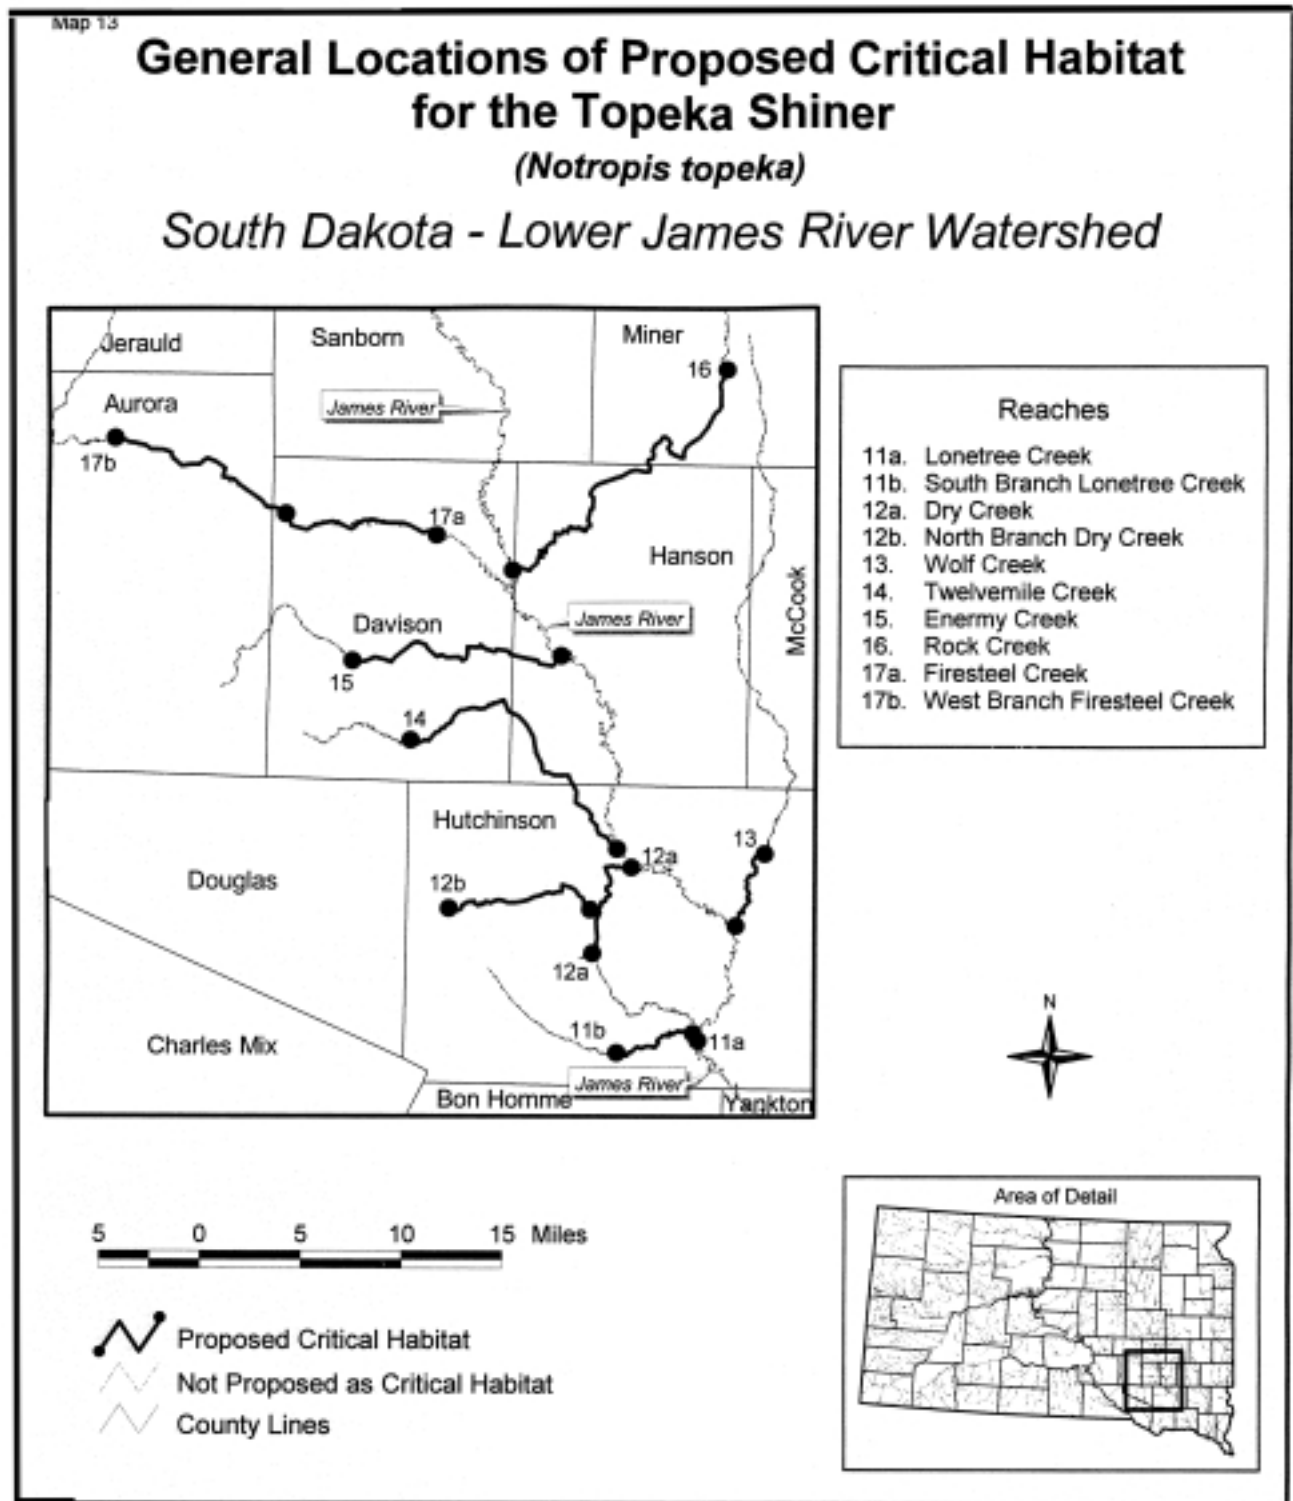 Map 13
General Locations of Proposed Critical Habitat
for the Topeka Shiner
(Notropis topeka)
South Dakota - Lower James River Watershed
Jerauld
Sanborn
Miner
16
Aurora
James River
17b
17a
Hanson
McCook
Davison
James River
15
14
Hutchinson
13
12a
12b
Douglas
12a
11b
11a
Charles Mix
James River
Bon Homme
Yankton
Reaches
11a. Lonetree Creek
11b. South Branch Lonetree Creek
12a. Dry Creek
12b. North Branch Dry Creek
13. Wolf Creek
14. Twelvemile Creek
15. Enermy Creek
16. Rock Creek
17a. Firesteel Creek
17b. West Branch Firesteel Creek
N
5 0 5 10 15 Miles
Proposed Critical Habitat
Not Proposed as Critical Habitat
County Lines
Area of Detail